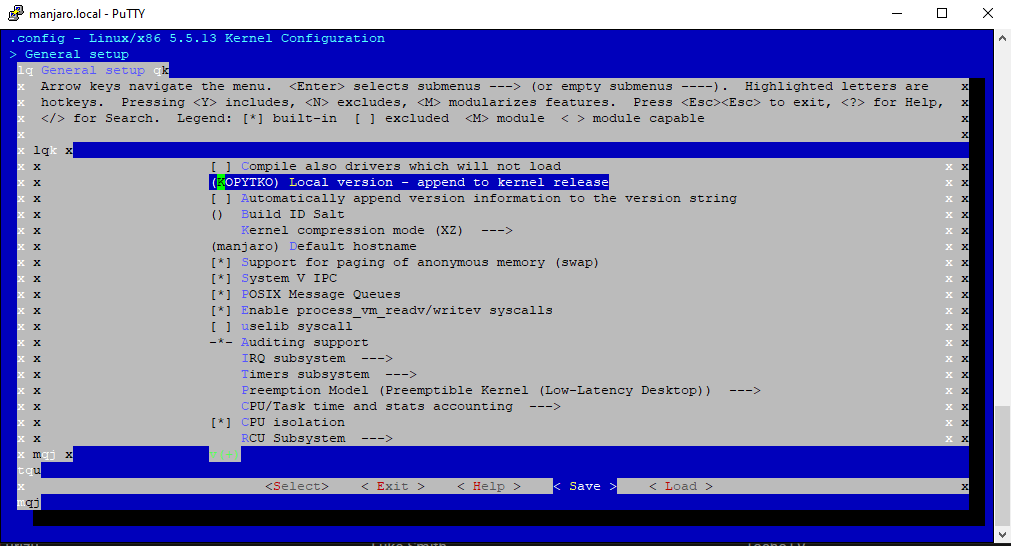 manjaro.local - PuTTY
.config - Linux/x86 5.5.13 Kernel Configuration
> General setup
lq General setup qk
x Arrow keys navigate the menu. <Enter> selects submenus ---> (or empty submenus ----). Highlighted letters are x
x hotkeys. Pressing <Y> includes, <N> excludes, <M> modularizes features. Press <Esc><Esc> to exit, <?> for Help, x
x </> for Search. Legend: [*] built-in [ ] excluded <M> module < > module capable x
x x
x lqk x
x x [ ] Compile also drivers which will not load x x
x x (KOPYTKO) Local version - append to kernel release x x
x x [ ] Automatically append version information to the version string x x
x x () Build ID Salt x x
x x Kernel compression mode (XZ) ---> x x
x x (manjaro) Default hostname x x
x x [*] Support for paging of anonymous memory (swap) x x
x x [*] System V IPC x x
x x [*] POSIX Message Queues x x
x x [*] Enable process_vm_readv/writev syscalls x x
x x [ ] uselib syscall x x
x x -*- Auditing support x x
x x IRQ subsystem ---> x x
x x Timers subsystem ---> x x
x x Preemption Model (Preemptible Kernel (Low-Latency Desktop)) ---> x x
x x CPU/Task time and stats accounting ---> x x
x x [*] CPU isolation x x
x x RCU Subsystem ---> x x
x mqj x
tqu
x <Select> < Exit > < Help > < Save > < Load > x
mqj